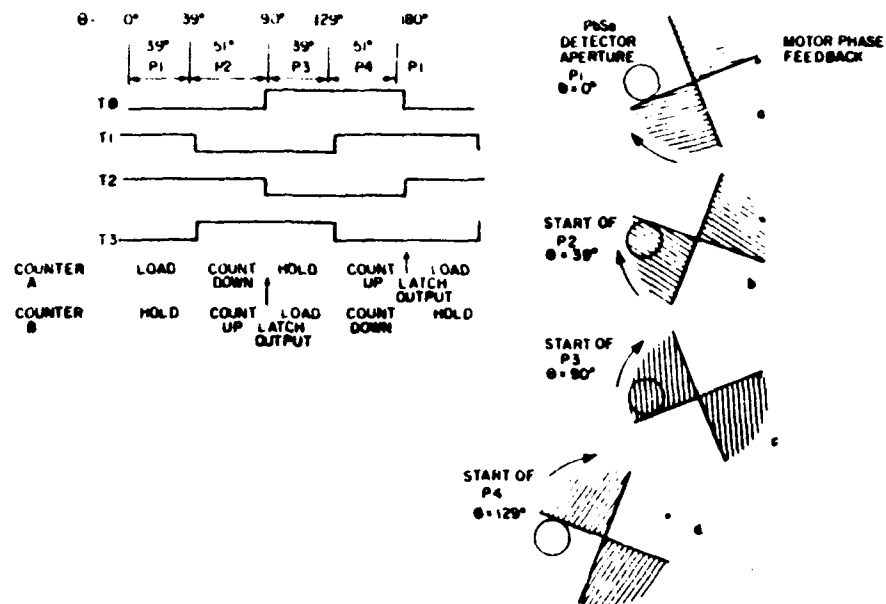 θ- 0° 39° 90° 129° 180°
39° 51° 39° 51°
P1 P2 P3 P4 P1
T0
T1
T2
T3
COUNTER A LOAD COUNT DOWN HOLD COUNT UP LATCH OUTPUT LOAD
COUNTER B HOLD COUNT UP LATCH OUTPUT LOAD COUNT DOWN HOLD
PbSe
DETECTOR
APERTURE
P1
θ=0°
MOTOR PHASE
FEEDBACK
a
START OF
P2
θ=39°
b
START OF
P3
θ=90°
c
START OF
P4
θ=129°
d